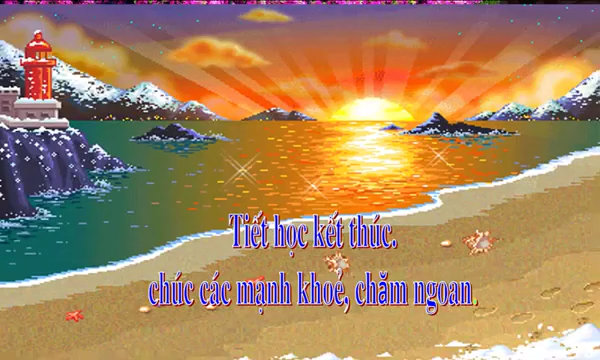 Tiết học kết thúc.
chúc các mạnh khoẻ, chăm ngoan